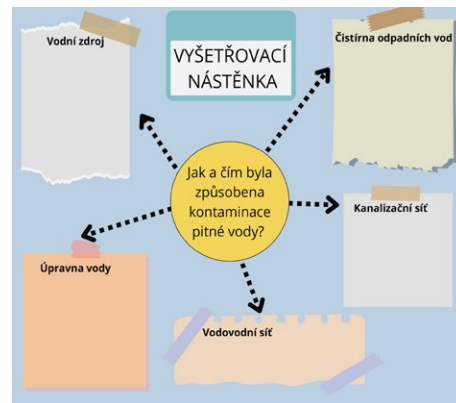 Vodní zdroj
VYŠETŘOVACÍ
NÁSTĚNKA
Čistírna odpadních vod
Jak a čím byla
způsobena
kontaminace
pitné vody?
Kanalizační síť
Úpravna vody
Vodovodní síť